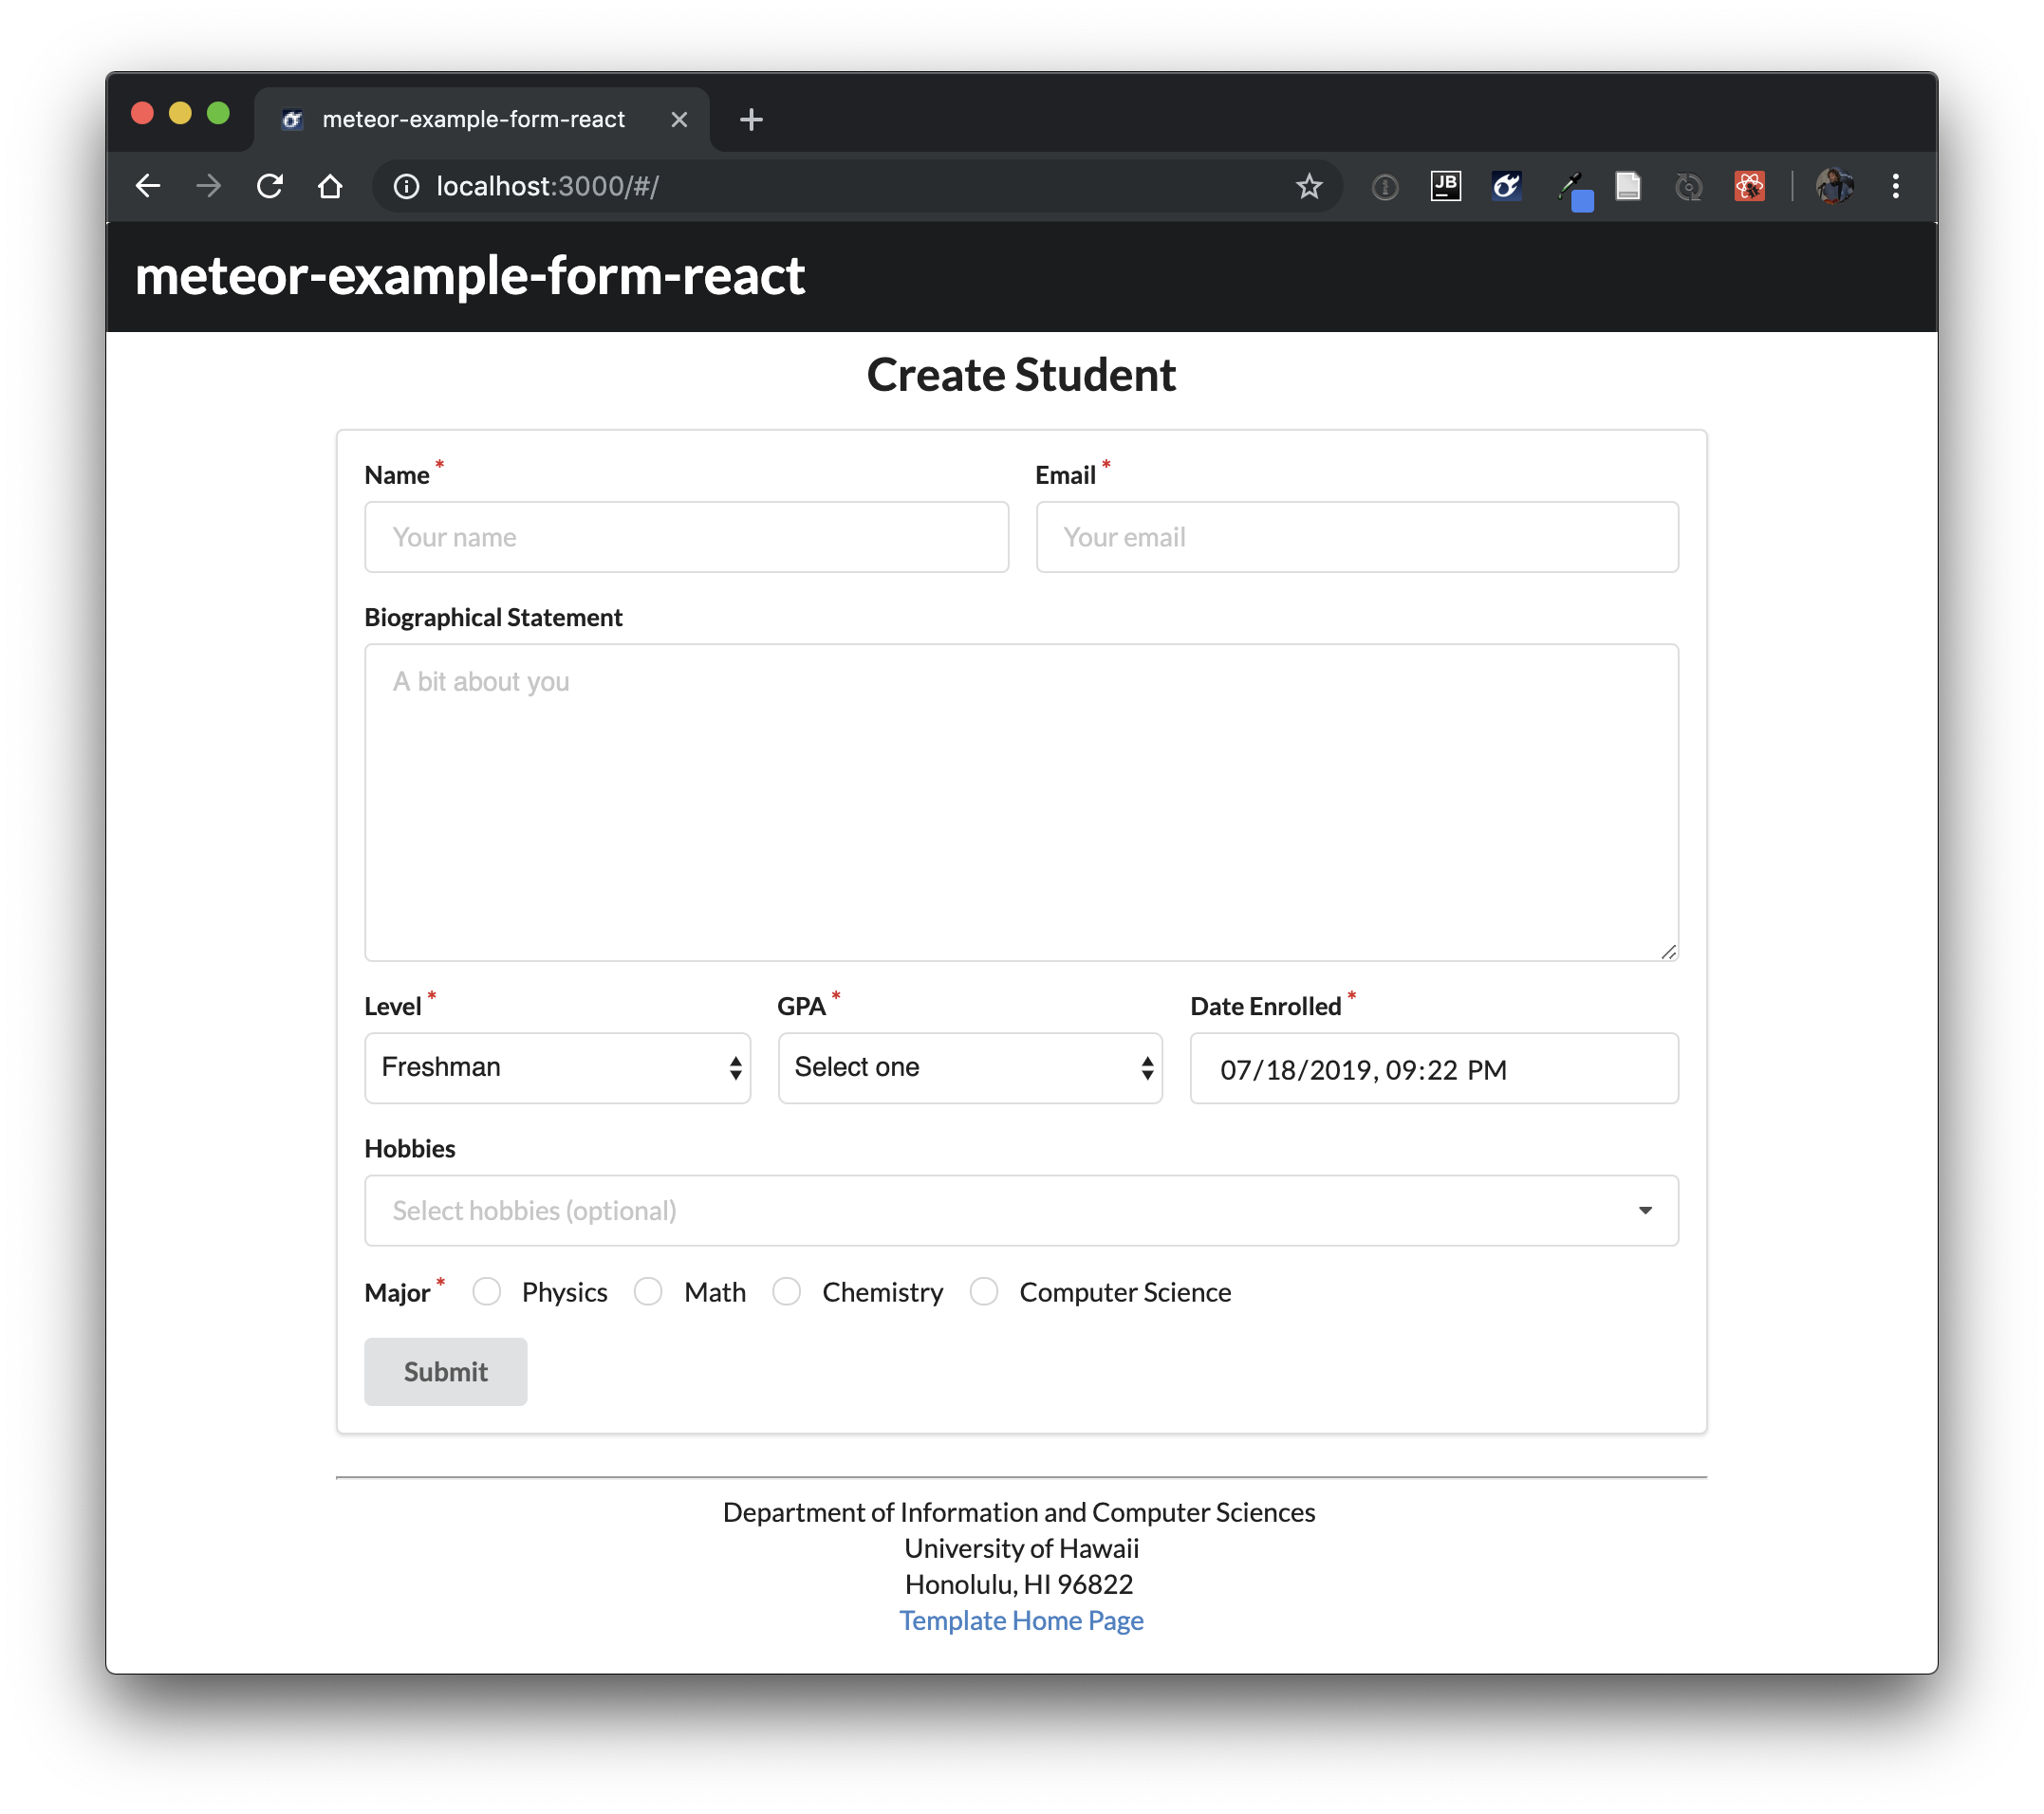 meteor-example-form-react
localhost:3000/#/
JB
meteor-example-form-react
Create Student
Name *
Email *
Your name
Your email
Biographical Statement
A bit about you
Level *
GPA *
Date Enrolled *
Freshman
Select one
07/18/2019, 09:22 PM
Hobbies
Select hobbies (optional)
Major * Physics Math Chemistry Computer Science
Submit
Department of Information and Computer Sciences
University of Hawaii
Honolulu, HI 96822
Template Home Page